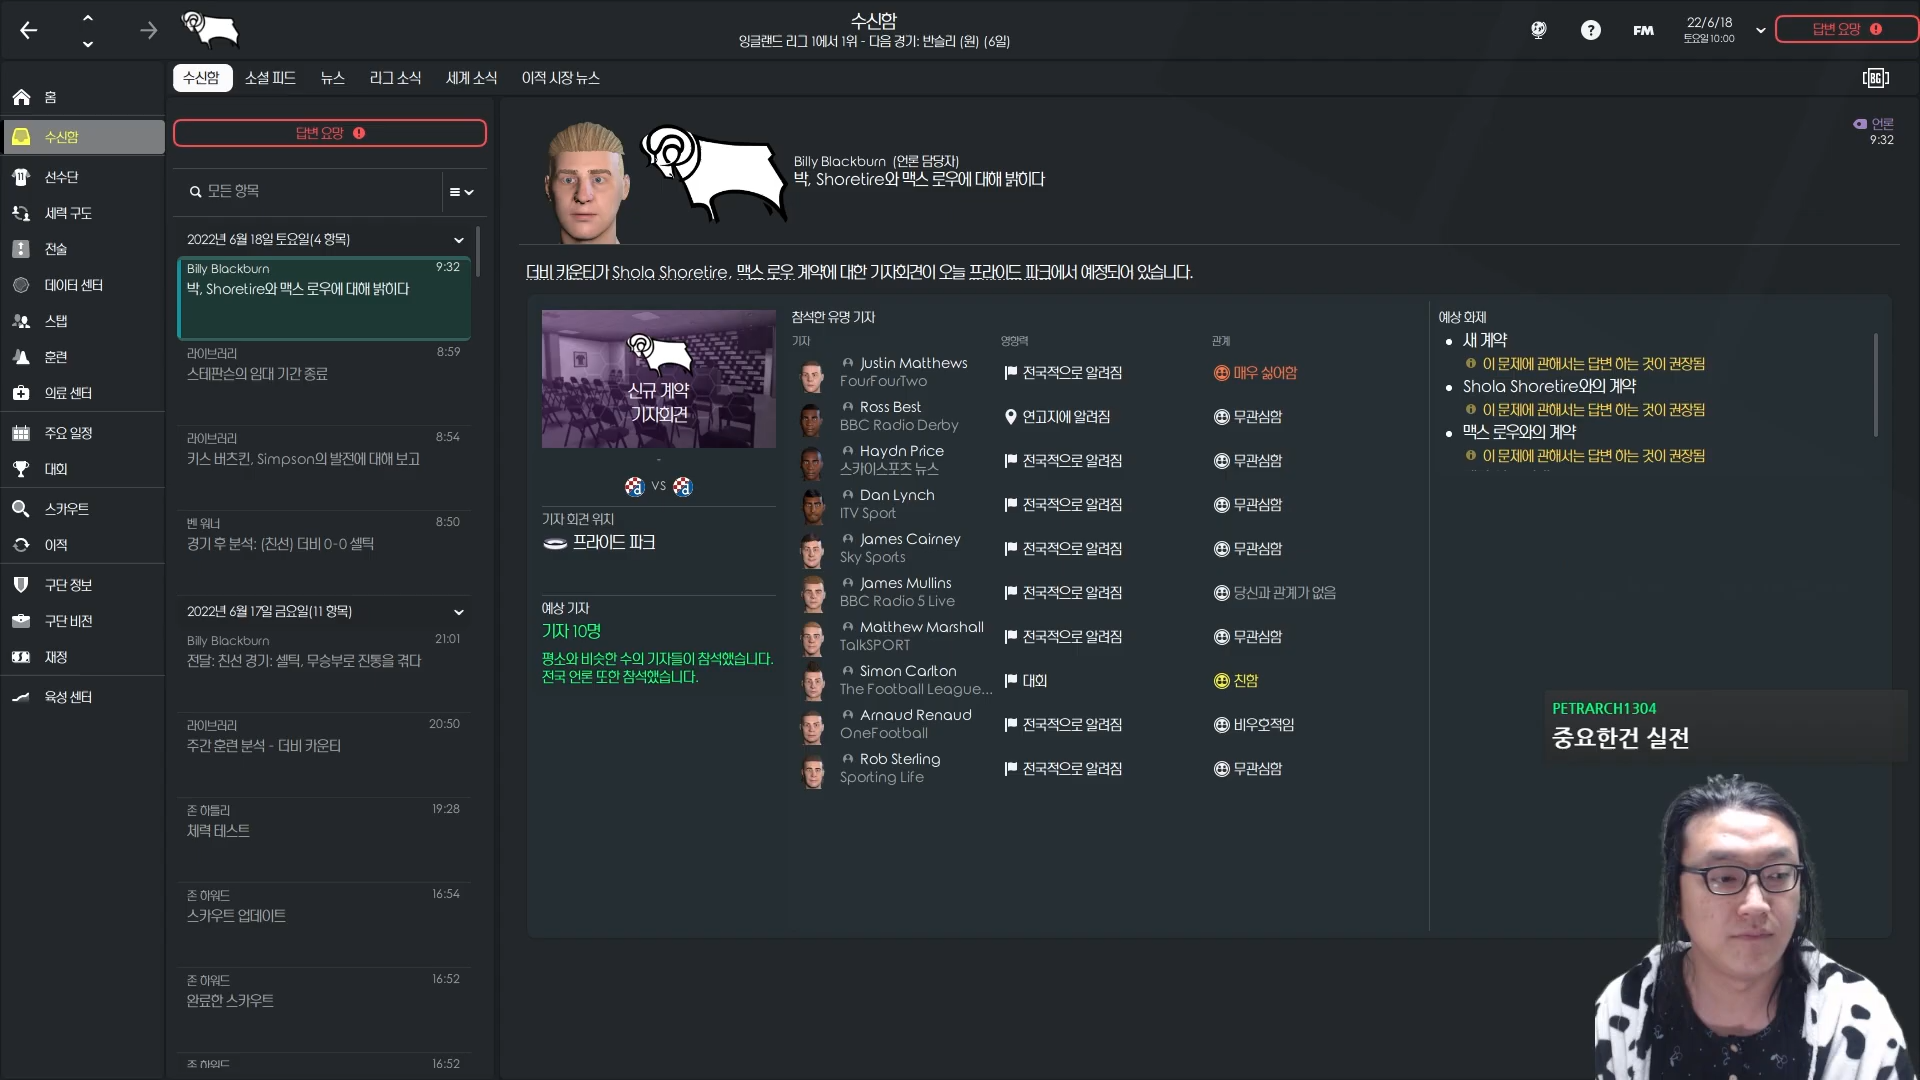 수신함
잉글랜드 리그 1에서 1위 - 다음 경기: 반슬리 (원) (6일)
FM
22/6/18
토요일 10:00
답변 요망
수신함
소셜 피드
뉴스
리그 소식
세계 소식
이적 시장 뉴스
BG
홈
수신함
선수단
세력 구도
전술
데이터 센터
스탭
훈련
의료 센터
주요 일정
대회
스카우트
이적
구단 정보
구단 비전
재정
육성 센터
답변 요망
모든 항목
2022년 6월 18일 토요일(4 항목)
Billy Blackburn 9:32
박, Shoretire와 맥스 로우에 대해 밝히다
라이브러리 8:59
스테판슨의 임대 기간 종료
라이브러리 8:54
키스 버츠킨, Simpson의 발전에 대해 보고
벤 워너 8:50
경기 후 분석: (친선) 더비 0-0 셀틱
2022년 6월 17일 금요일(11 항목)
Billy Blackburn 21:01
전달: 친선 경기: 셀틱, 무승부로 진통을 겪다
라이브러리 20:50
주간 훈련 분석 - 더비 카운티
존 하틀리 19:28
체력 테스트
존 하워드 16:54
스카우트 업데이트
존 하워드 16:52
완료한 스카우트
존 하워드 16:52
언론
9:32
Billy Blackburn (언론 담당자)
박, Shoretire와 맥스 로우에 대해 밝히다
더비 카운티가 Shola Shoretire, 맥스 로우 계약에 대한 기자회견이 오늘 프라이드 파크에서 예정되어 있습니다.
신규 계약
기자회견
-
VS
기자 회견 위치
프라이드 파크
예상 기자
기자 10명
평소와 비슷한 수의 기자들이 참석했습니다.
전국 언론 또한 참석했습니다.
참석한 유명 기자
기자 영향력 관계
Justin Matthews
FourFourTwo
전국적으로 알려짐 매우 싫어함
Ross Best
BBC Radio Derby
연고지에 알려짐 무관심함
Haydn Price
스카이스포츠 뉴스
전국적으로 알려짐 무관심함
Dan Lynch
ITV Sport
전국적으로 알려짐 무관심함
James Cairney
Sky Sports
전국적으로 알려짐 무관심함
James Mullins
BBC Radio 5 Live
전국적으로 알려짐 당신과 관계가 없음
Matthew Marshall
TalkSPORT
전국적으로 알려짐 무관심함
Simon Carlton
The Football League...
대회 친함
Arnaud Renaud
OneFootball
전국적으로 알려짐 비우호적임
Rob Sterling
Sporting Life
전국적으로 알려짐 무관심함
예상 화제
새 계약
이 문제에 관해서는 답변 하는 것이 권장됨
Shola Shoretire와의 계약
이 문제에 관해서는 답변 하는 것이 권장됨
맥스 로우와의 계약
이 문제에 관해서는 답변 하는 것이 권장됨
PETRARCH1304
중요한건 실전